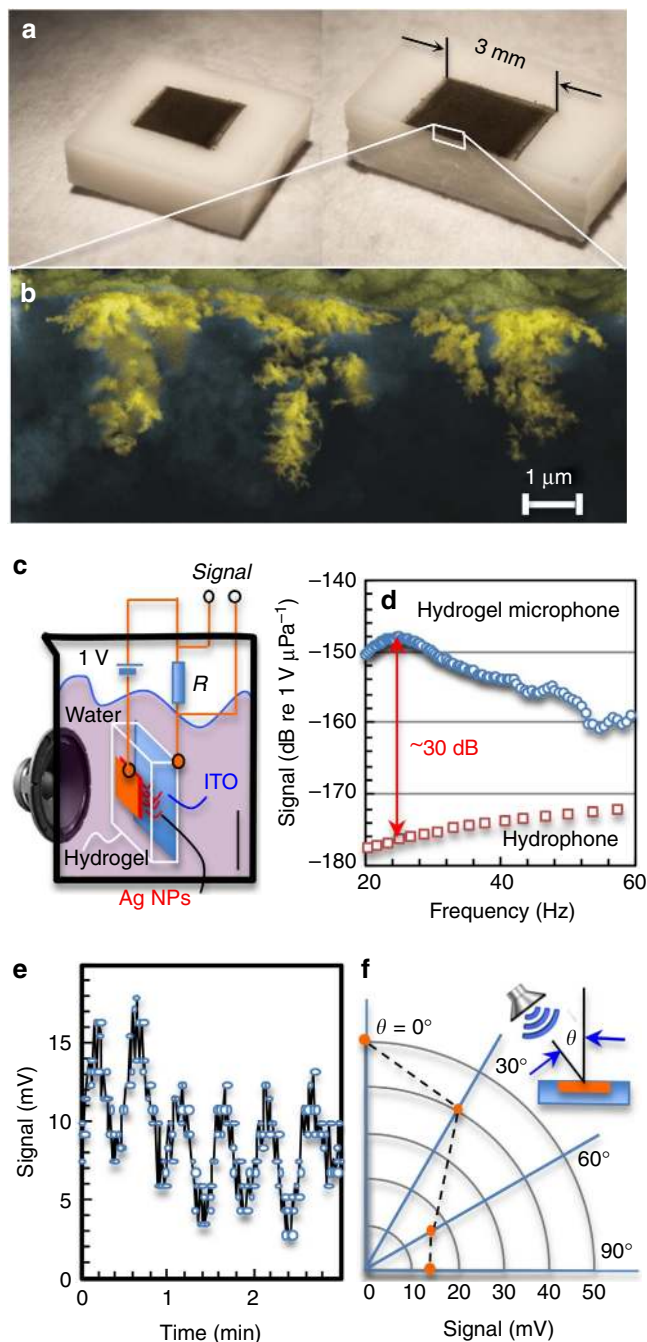 a
3 mm
b
1 μm
c
Signal
1 V
R
Water
ITO
Hydrogel
Ag NPs
d
Hydrogel microphone
~30 dB
Hydrophone
Signal (dB re 1 V μPa⁻¹)
−140
−150
−160
−170
−180
20
40
60
Frequency (Hz)
e
Signal (mV)
15
10
5
0
0
1
2
Time (min)
f
θ = 0°
θ
30°
60°
90°
0
10
20
30
40
50
Signal (mV)